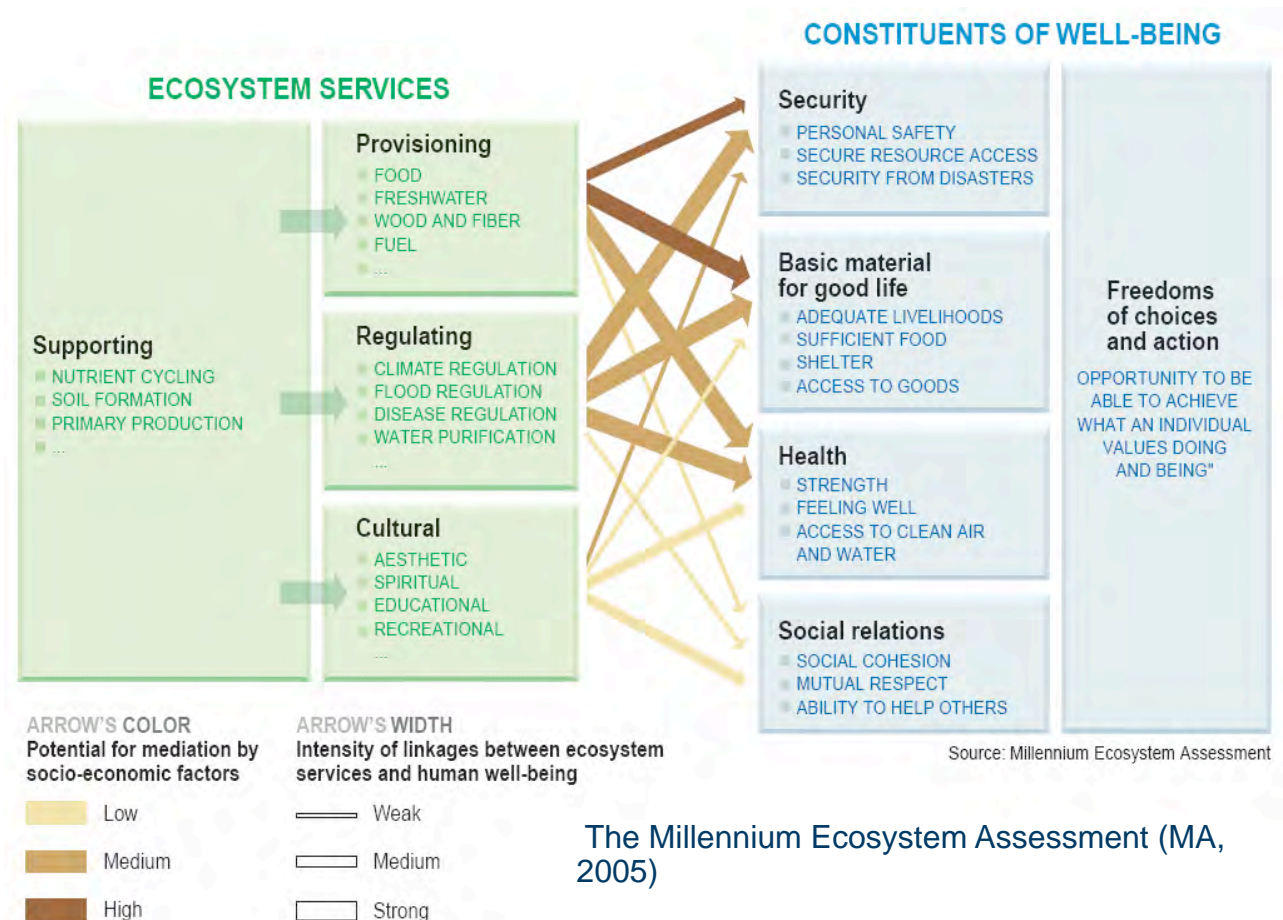 CONSTITUENTS OF WELL-BEING
ECOSYSTEM SERVICES
Supporting
NUTRIENT CYCLING
SOIL FORMATION
PRIMARY PRODUCTION
...
Provisioning
FOOD
FRESHWATER
WOOD AND FIBER
FUEL
...
Regulating
CLIMATE REGULATION
FLOOD REGULATION
DISEASE REGULATION
WATER PURIFICATION
...
Cultural
AESTHETIC
SPIRITUAL
EDUCATIONAL
RECREATIONAL
...
Security
PERSONAL SAFETY
SECURE RESOURCE ACCESS
SECURITY FROM DISASTERS
Basic material
for good life
ADEQUATE LIVELIHOODS
SUFFICIENT FOOD
SHELTER
ACCESS TO GOODS
Health
STRENGTH
FEELING WELL
ACCESS TO CLEAN AIR
AND WATER
Social relations
SOCIAL COHESION
MUTUAL RESPECT
ABILITY TO HELP OTHERS
Freedoms
of choices
and action
OPPORTUNITY TO BE
ABLE TO ACHIEVE
WHAT AN INDIVIDUAL
VALUES DOING
AND BEING"
Source: Millennium Ecosystem Assessment
ARROW'S COLOR
Potential for mediation by
socio-economic factors
Low
Medium
High
ARROW'S WIDTH
Intensity of linkages between ecosystem
services and human well-being
Weak
Medium
Strong
The Millennium Ecosystem Assessment (MA,
2005)